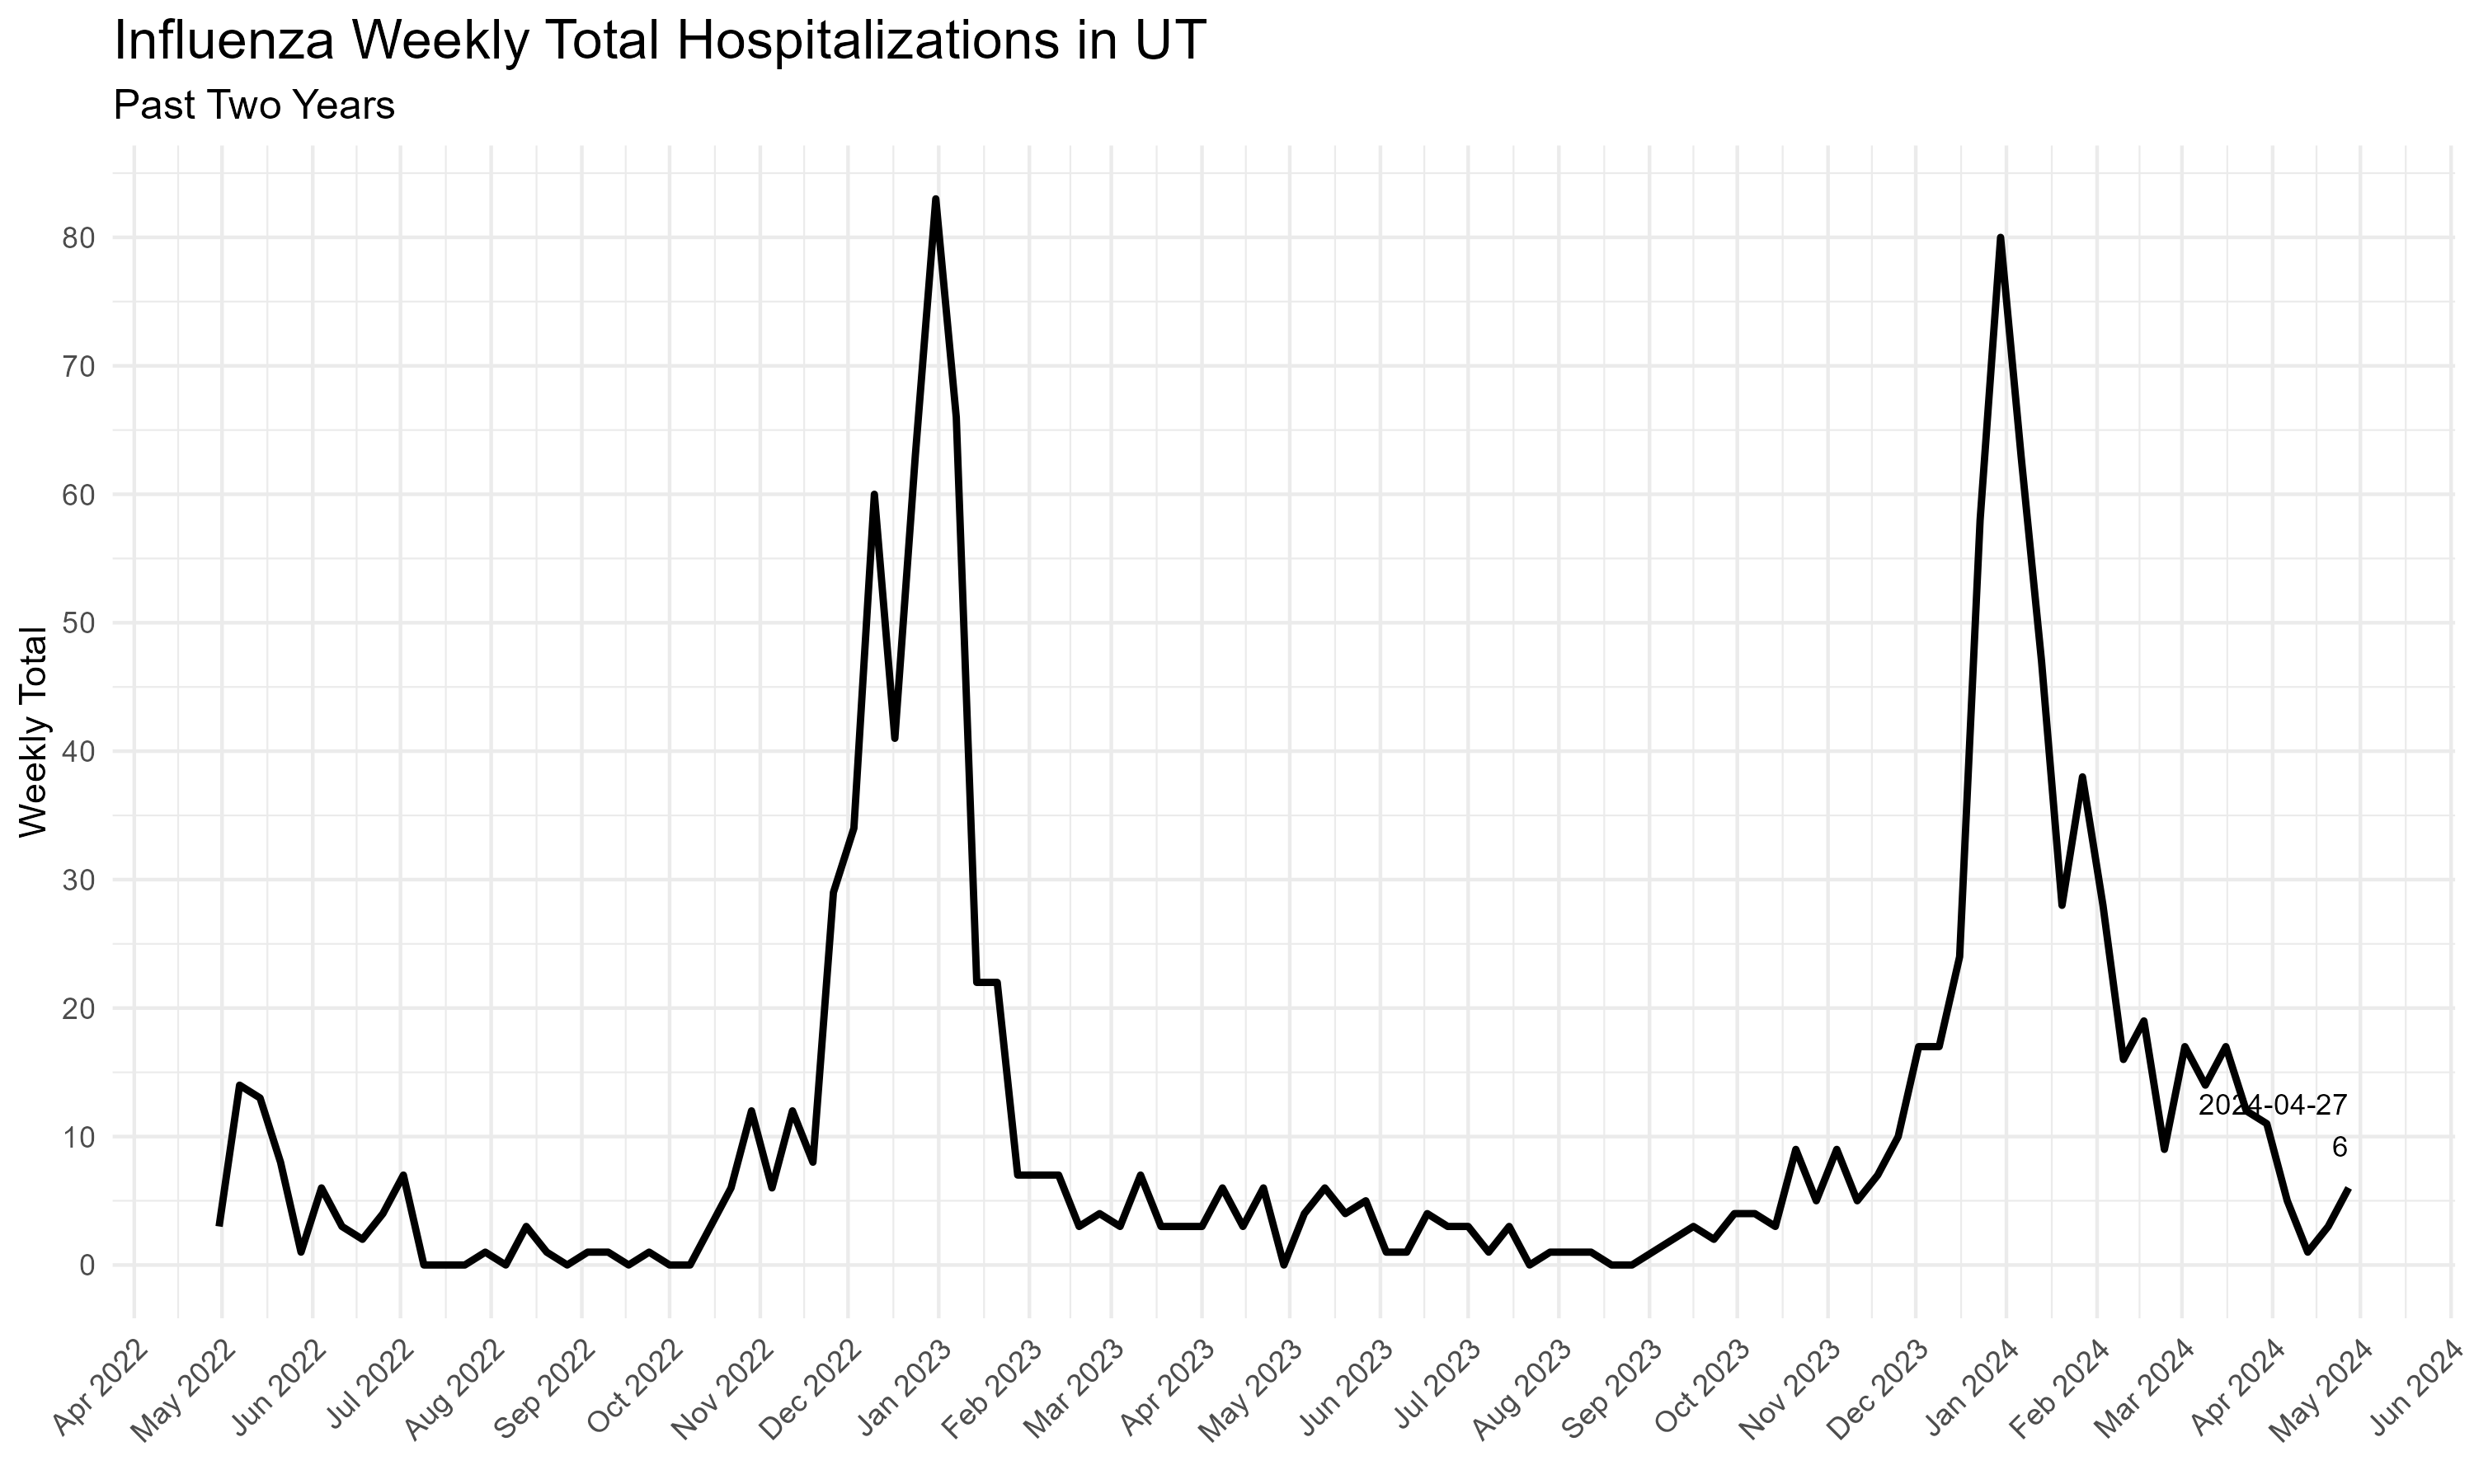 Influenza Weekly Total Hospitalizations in UT
Past Two Years
Weekly Total
80
70
60
50
40
30
20
10
0
2024-04-27
6
Apr 2022
May 2022
Jun 2022
Jul 2022
Aug 2022
Sep 2022
Oct 2022
Nov 2022
Dec 2022
Jan 2023
Feb 2023
Mar 2023
Apr 2023
May 2023
Jun 2023
Jul 2023
Aug 2023
Sep 2023
Oct 2023
Nov 2023
Dec 2023
Jan 2024
Feb 2024
Mar 2024
Apr 2024
May 2024
Jun 2024